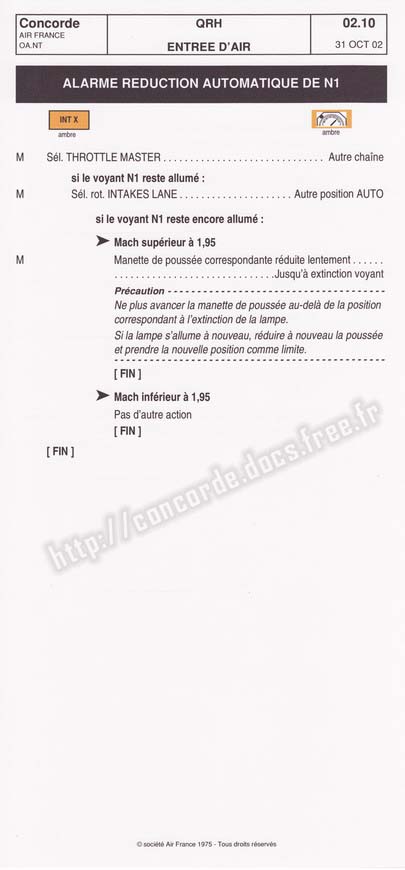 Concorde
AIR FRANCE
OA.NT
QRH
ENTREE D'AIR
02.10
31 OCT 02
ALARME REDUCTION AUTOMATIQUE DE N1
INT X
ambre
ambre
M Sél. THROTTLE MASTER . . . . . . . . . . . . . . . . . . . . . . . . . . . . . Autre chaîne
si le voyant N1 reste allumé :
M Sél. rot. INTAKES LANE . . . . . . . . . . . . . . . . . . . . Autre position AUTO
si le voyant N1 reste encore allumé :
➤ Mach supérieur à 1,95
M Manette de poussée correspondante réduite lentement . . . . . .
. . . . . . . . . . . . . . . . . . . . . . . . . . . . .Jusqu'à extinction voyant
Précaution
Ne plus avancer la manette de poussée au-delà de la position
correspondant à l'extinction de la lampe.
Si la lampe s'allume à nouveau, réduire à nouveau la poussée
et prendre la nouvelle position comme limite.
[ FIN ]
➤ Mach inférieur à 1,95
Pas d'autre action
[ FIN ]
[ FIN ]
http://concorde.docs.free.fr
© société Air France 1975 - Tous droits réservés